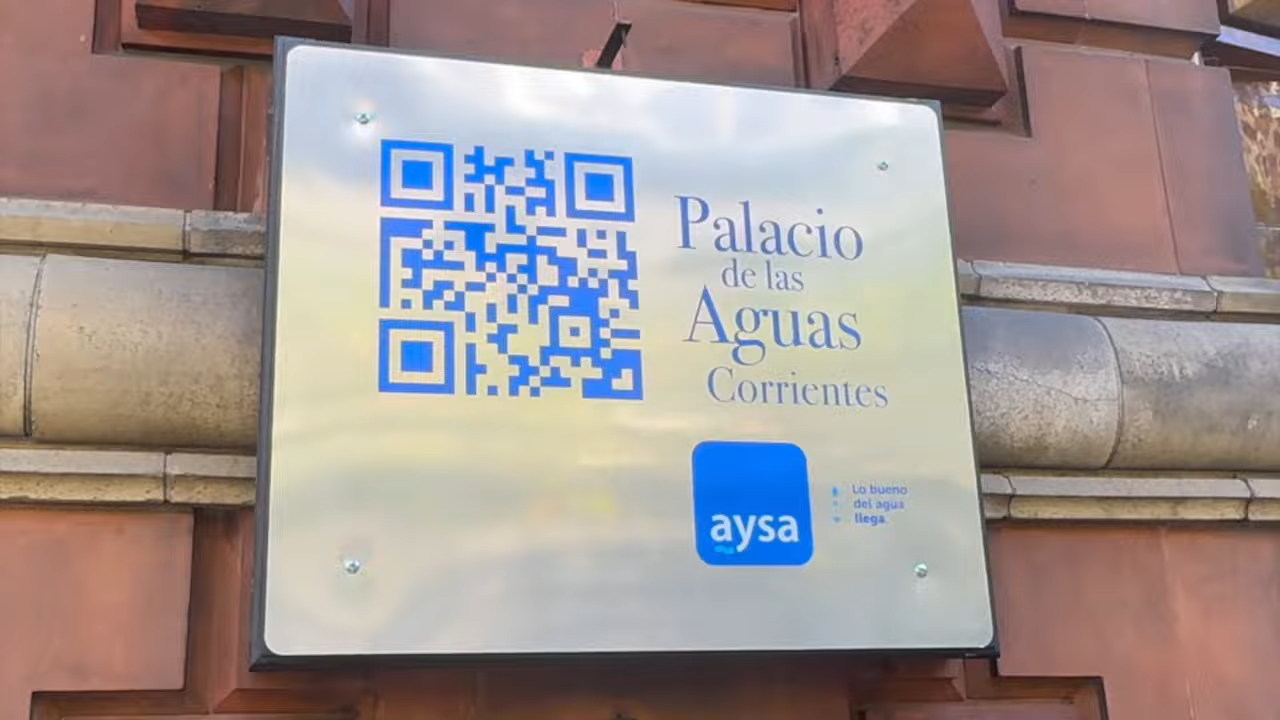 Palacio
de las
Aguas
Corrientes
aysa
Lo bueno
del agua
llega.